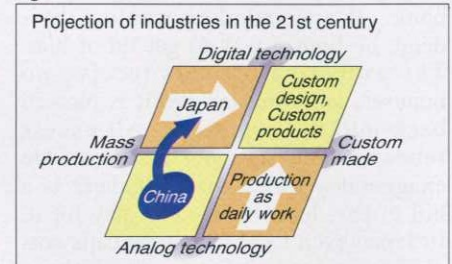 Projection of industries in the 21st century
Digital technology
Japan
Custom
design,
Custom
products
Mass
production
Custom
made
China
Production
as
daily work
Analog technology